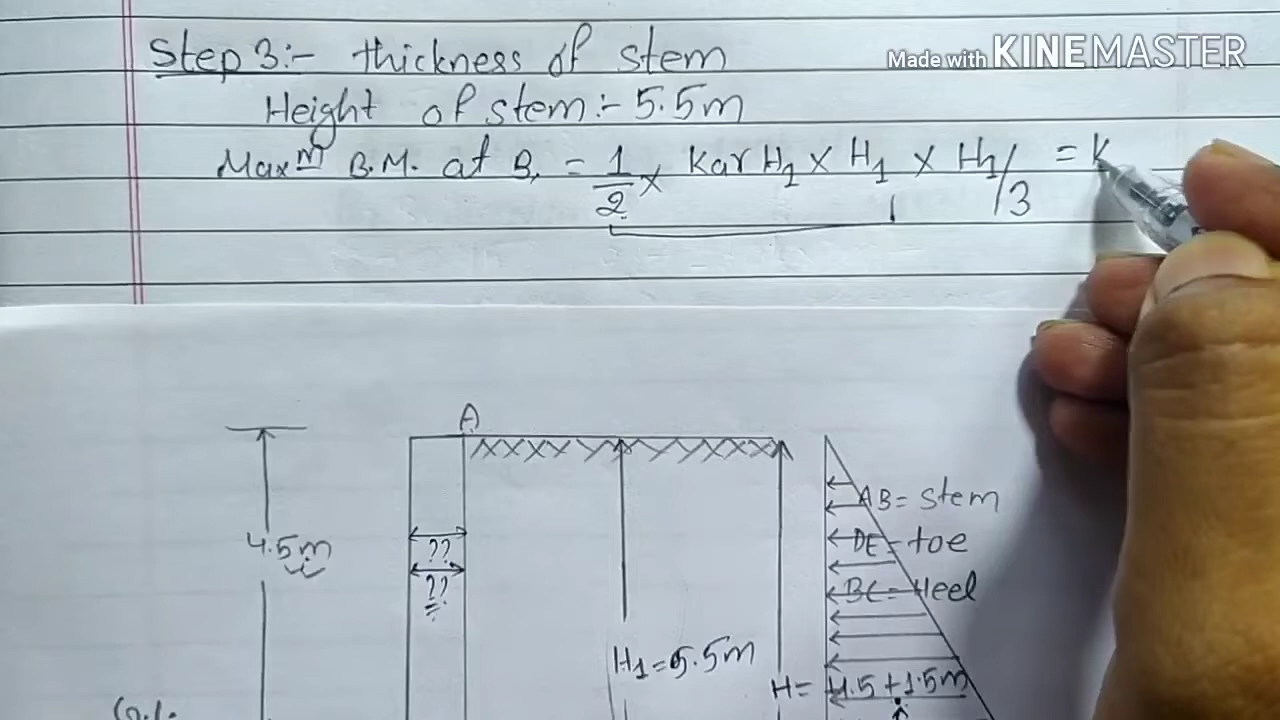 Step 3:- thickness of stem
Made with KINEMASTER
Height of stem:- 5.5m
Maxᵐ B.M. at B, = 1/2 × Kar H1 × H1 × H1/3 = K
A
4.5m
??
??
AB = stem
DE = toe
BC = Heel
H1 = 5.5m
H = 4.5 + 1.5m